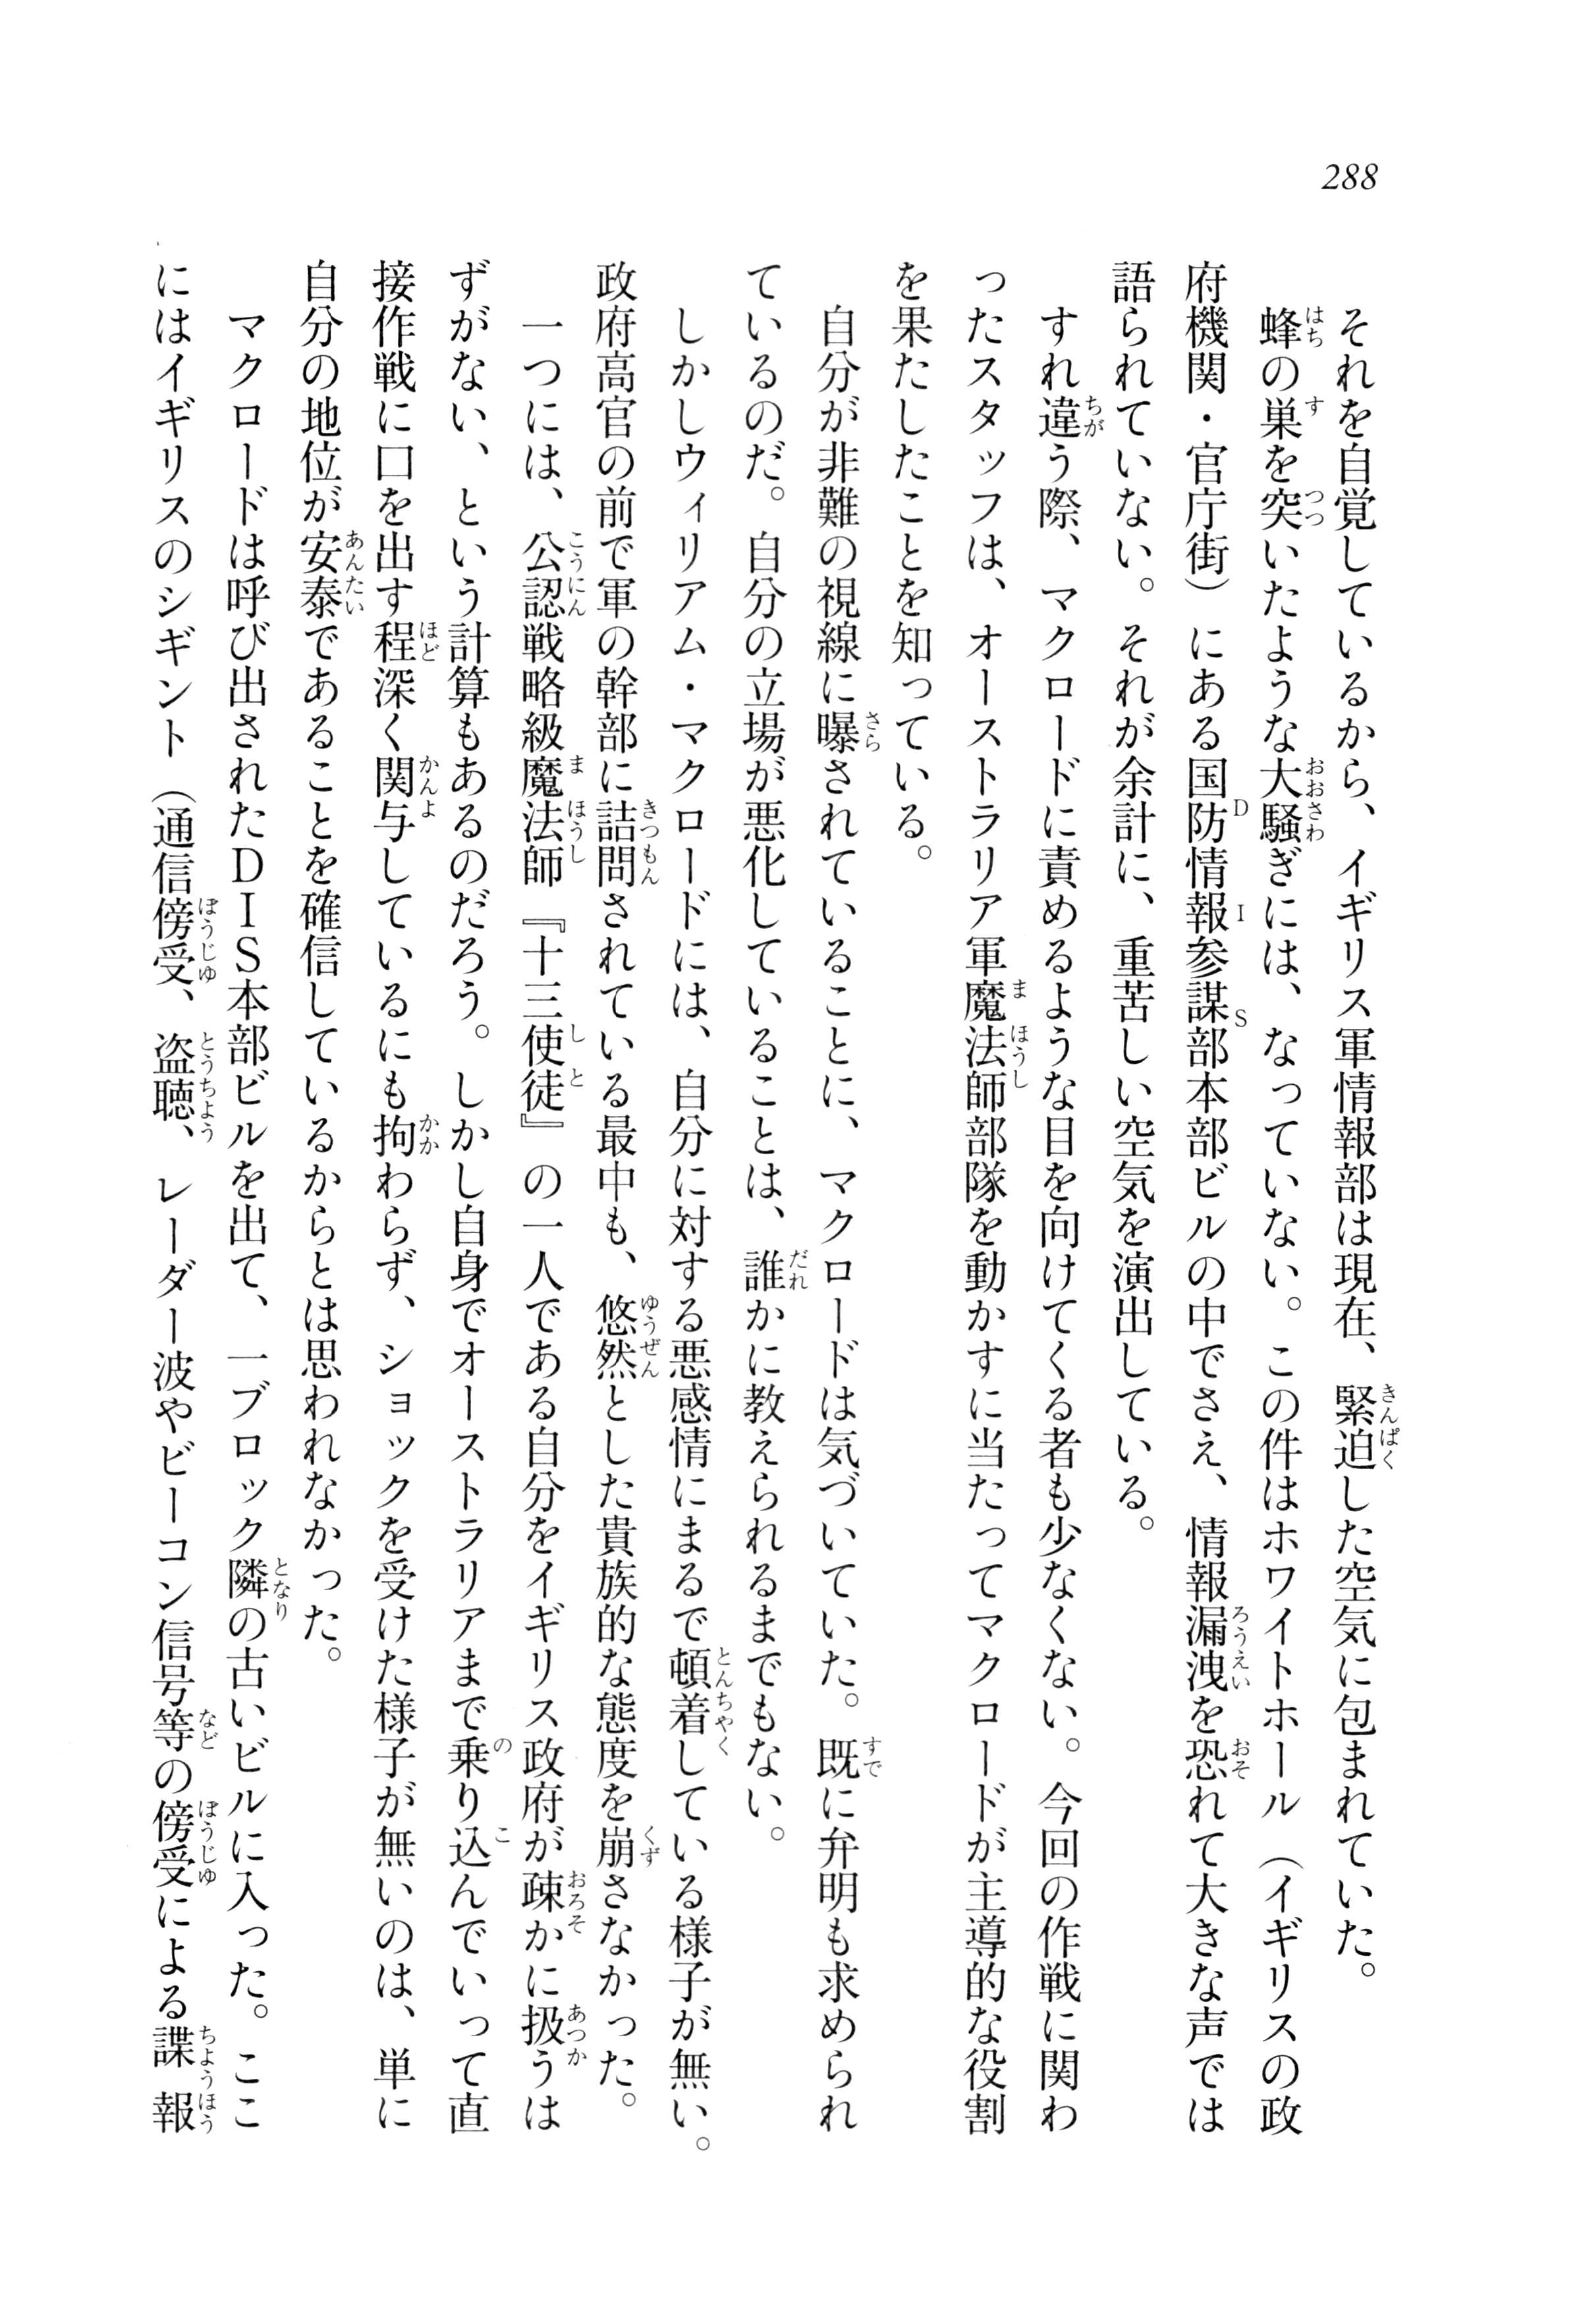 288
それを自覚しているから、イギリス軍情報部は現在、緊迫した空気に包まれていた。
蜂の巣を突いたような大騒ぎには、なっていない。この件はホワイトホール（イギリスの政
府機関・官庁街）にある国防情報参謀部本部ビルの中でさえ、情報漏洩を恐れて大きな声では
語られていない。それが余計に、重苦しい空気を演出している。
すれ違う際、マクロードに責めるような目を向けてくる者も少なくない。今回の作戦に関わ
ったスタッフは、オーストラリア軍魔法師部隊を動かすに当たってマクロードが主導的な役割
を果たしたことを知っている。
自分が非難の視線に曝されていることに、マクロードは気づいていた。既に弁明も求められ
ているのだ。自分の立場が悪化していることは、誰かに教えられるまでもない。
しかしウィリアム・マクロードには、自分に対する悪感情にまるで頓着している様子が無い。
政府高官の前で軍の幹部に詰問されている最中も、悠然とした貴族的な態度を崩さなかった。
一つには、公認戦略級魔法師『十三使徒』の一人である自分をイギリス政府が疎かに扱うは
ずがない、という計算もあるのだろう。しかし自身でオーストラリアまで乗り込んでいって直
接作戦に口を出す程深く関与しているにも拘わらず、ショックを受けた様子が無いのは、単に
自分の地位が安泰であることを確信しているからとは思われなかった。
マクロードは呼び出されたＤＩＳ本部ビルを出て、一ブロック隣の古いビルに入った。ここ
にはイギリスのシギント（通信傍受、盗聴、レーダー波やビーコン信号等の傍受による諜報